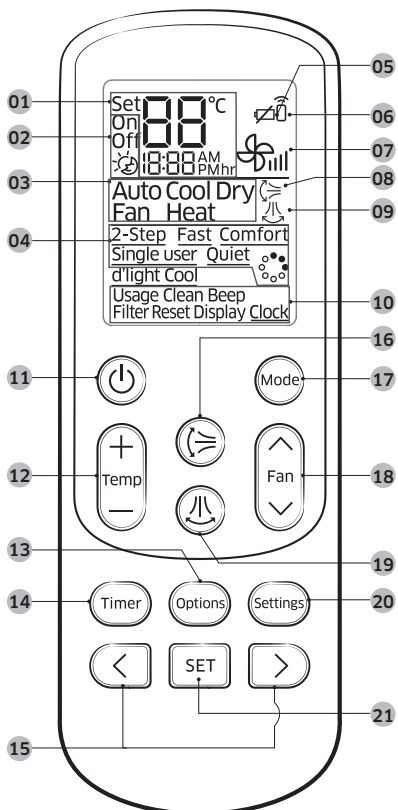 05
01
Set 88°C
06
02
On
Off
18:88 AM
PMhr
07
03
Auto Cool Dry
08
Fan Heat
09
04
2-Step Fast Comfort
Single user Quiet
d'light Cool
Usage Clean Beep
10
Filter Reset Display Clock
16
11
Mode
17
+
12
Temp
Fan
18
−
13
19
14
Timer
Options
Settings
20
<
SET
>
15
21